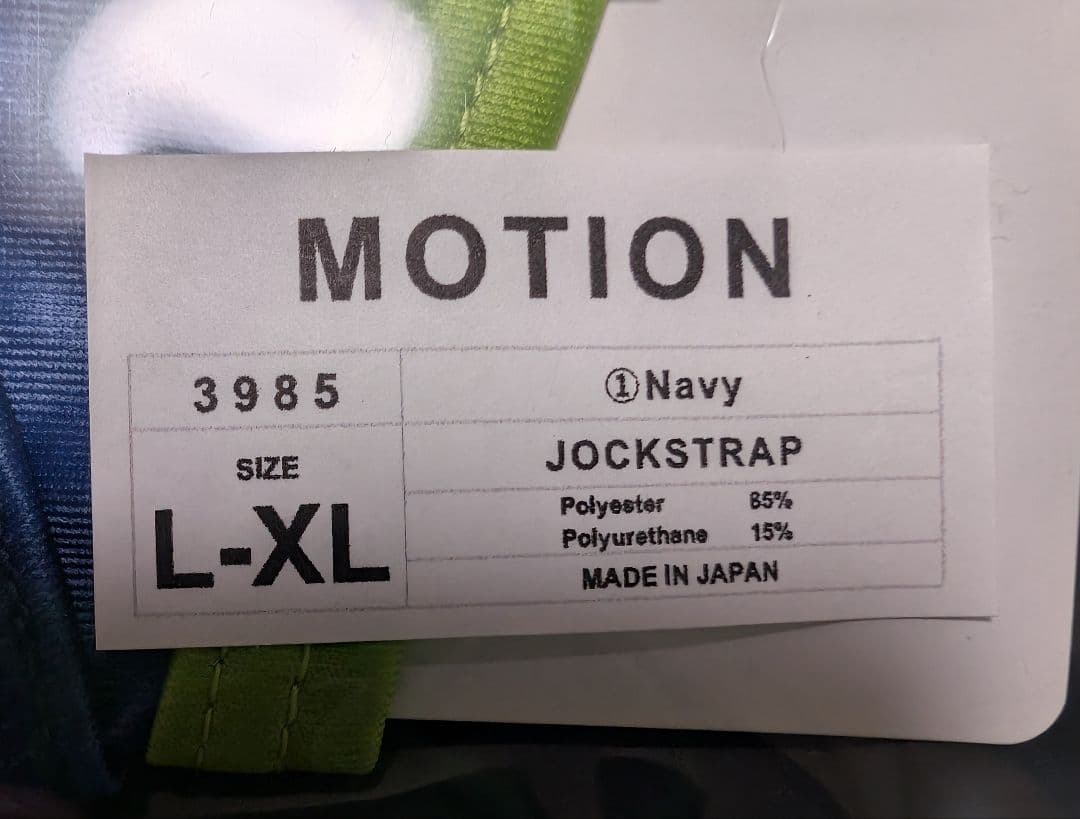 MOTION
3985
①Navy
SIZE
L-XL
JOCKSTRAP
Polyester 85%
Polyurethane 15%
MADE IN JAPAN